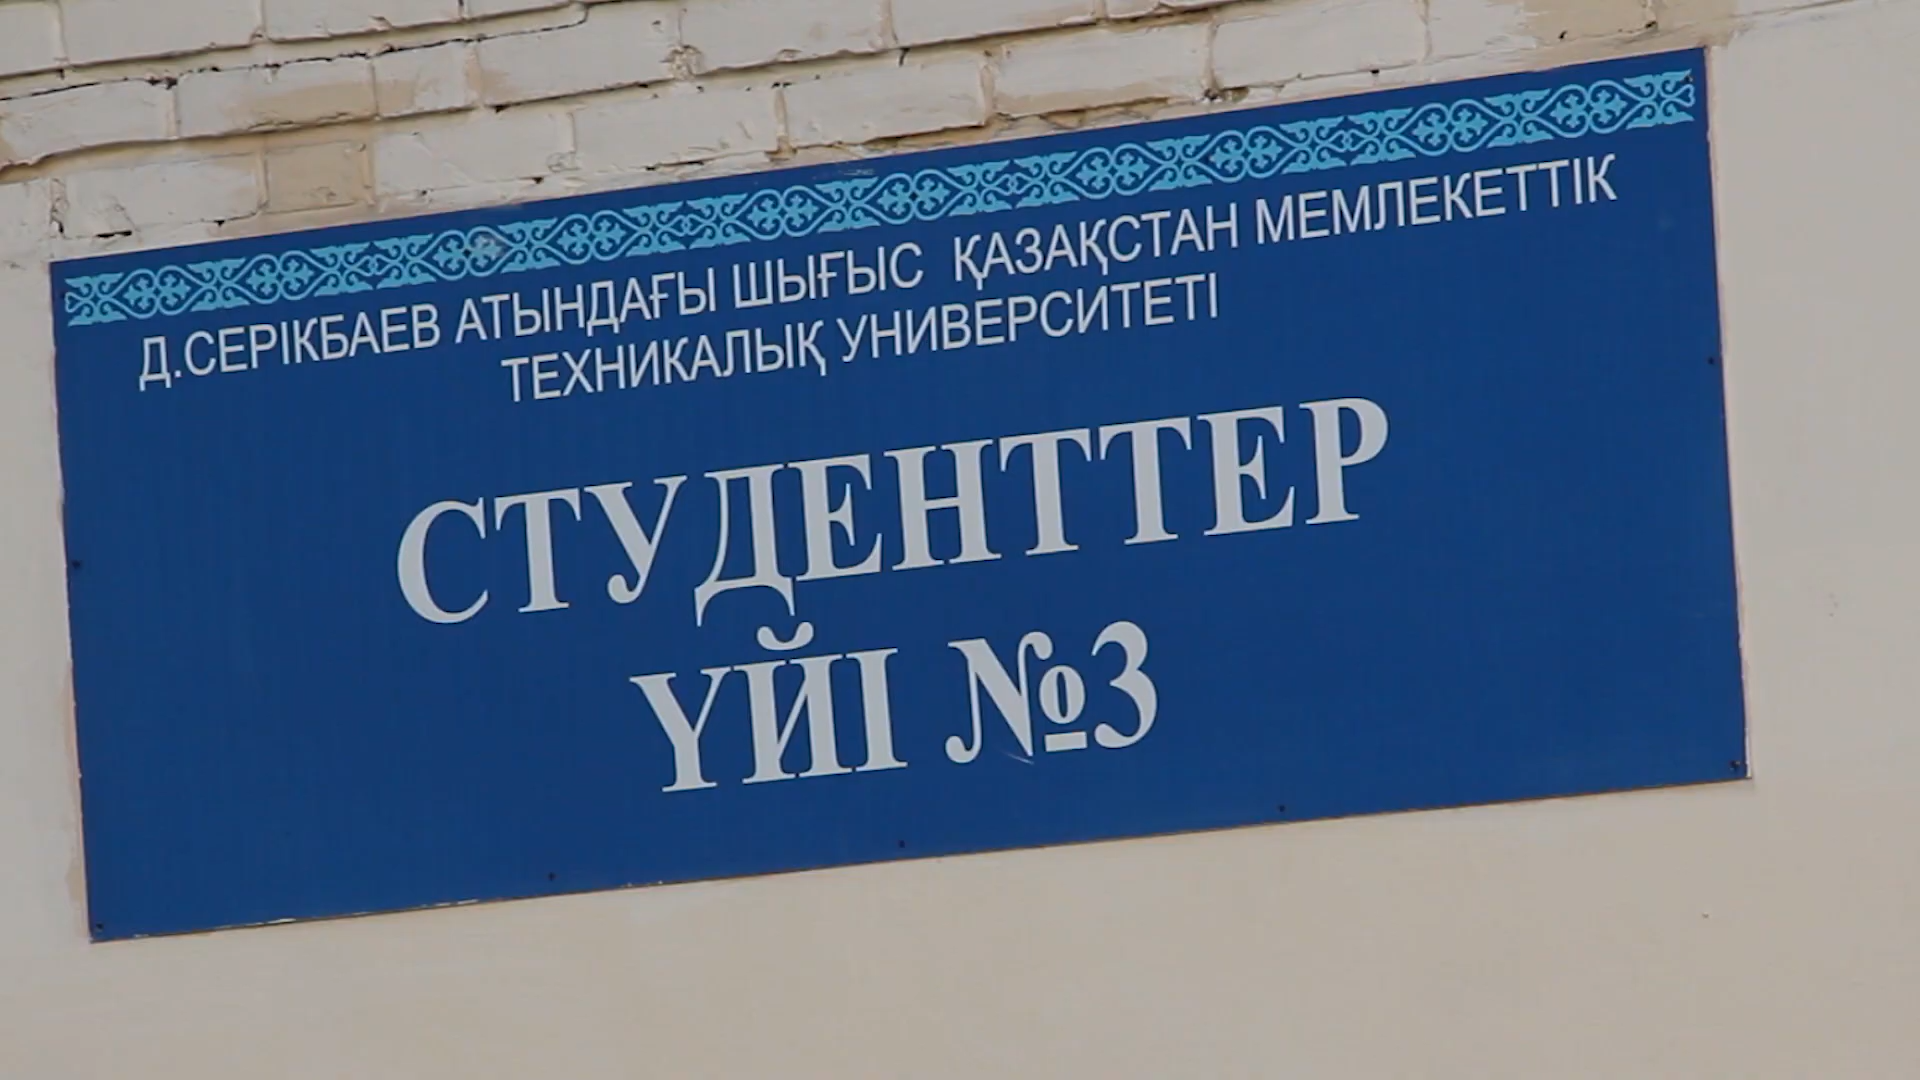 Д.СЕРІКБАЕВ АТЫНДАҒЫ ШЫҒЫС ҚАЗАҚСТАН МЕМЛЕКЕТТІК
ТЕХНИКАЛЫҚ УНИВЕРСИТЕТІ
СТУДЕНТТЕР
ҮЙІ №3